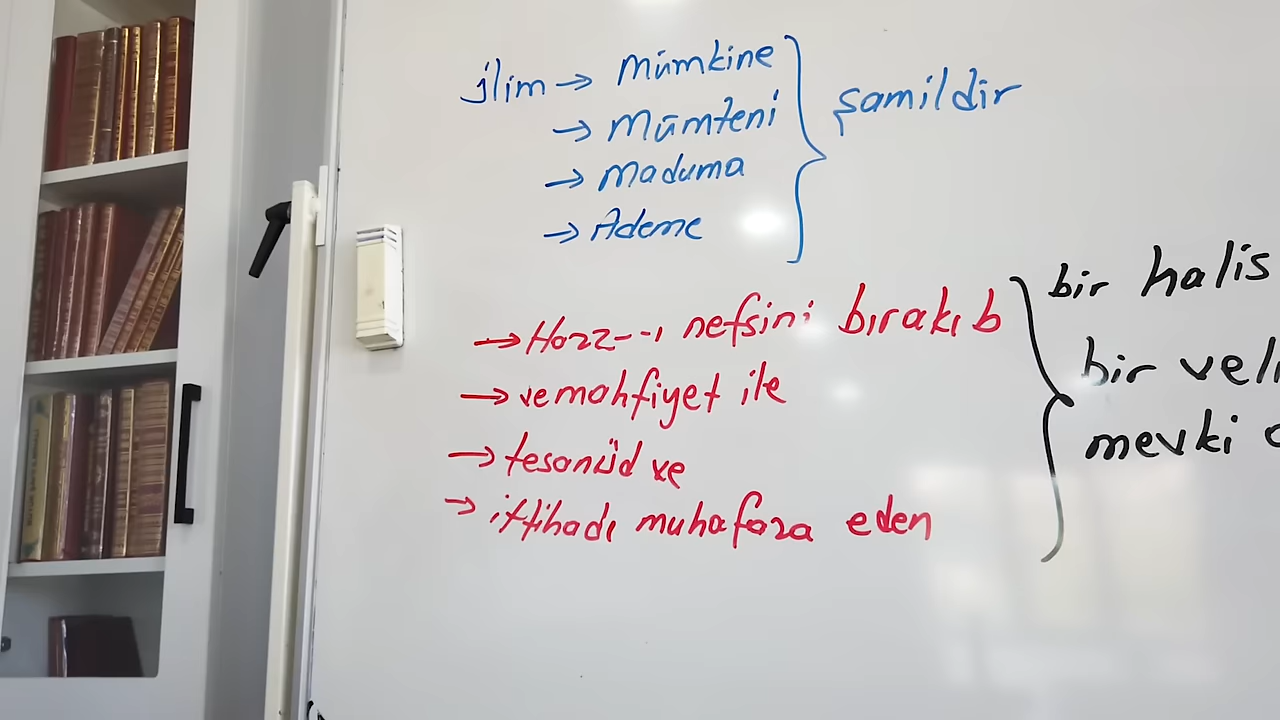 ilim → Mümkine
→ Mümteni
→ Maduma
→ Ademe
şamildir
→ Hazz--ı nefsini bırakıb
→ ve mahfiyet ile
→ tesanüd ve
→ ittihadı muhafaza eden
bir halis
bir veli
mevki